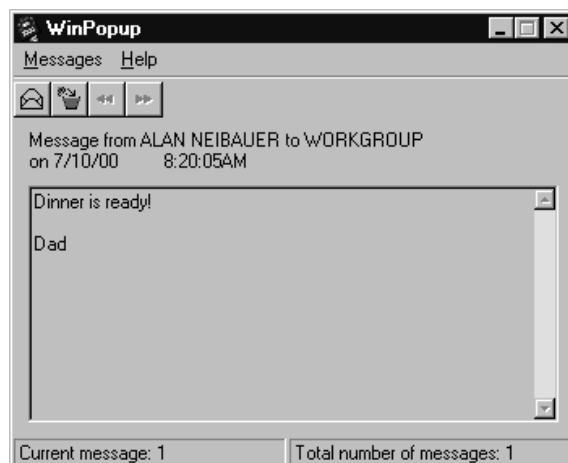 WinPopup
Messages Help
Message from ALAN NEIBAUER to WORKGROUP
on 7/10/00 8:20:05AM
Dinner is ready!
Dad
Current message: 1 Total number of messages: 1